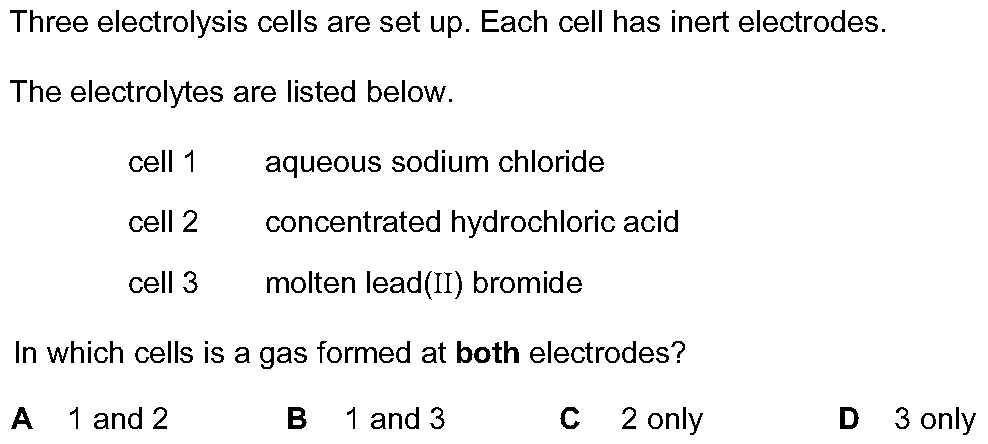 Three electrolysis cells are set up. Each cell has inert electrodes.
The electrolytes are listed below.
cell 1 aqueous sodium chloride
cell 2 concentrated hydrochloric acid
cell 3 molten lead(II) bromide
In which cells is a gas formed at both electrodes?
A 1 and 2 B 1 and 3 C 2 only D 3 only